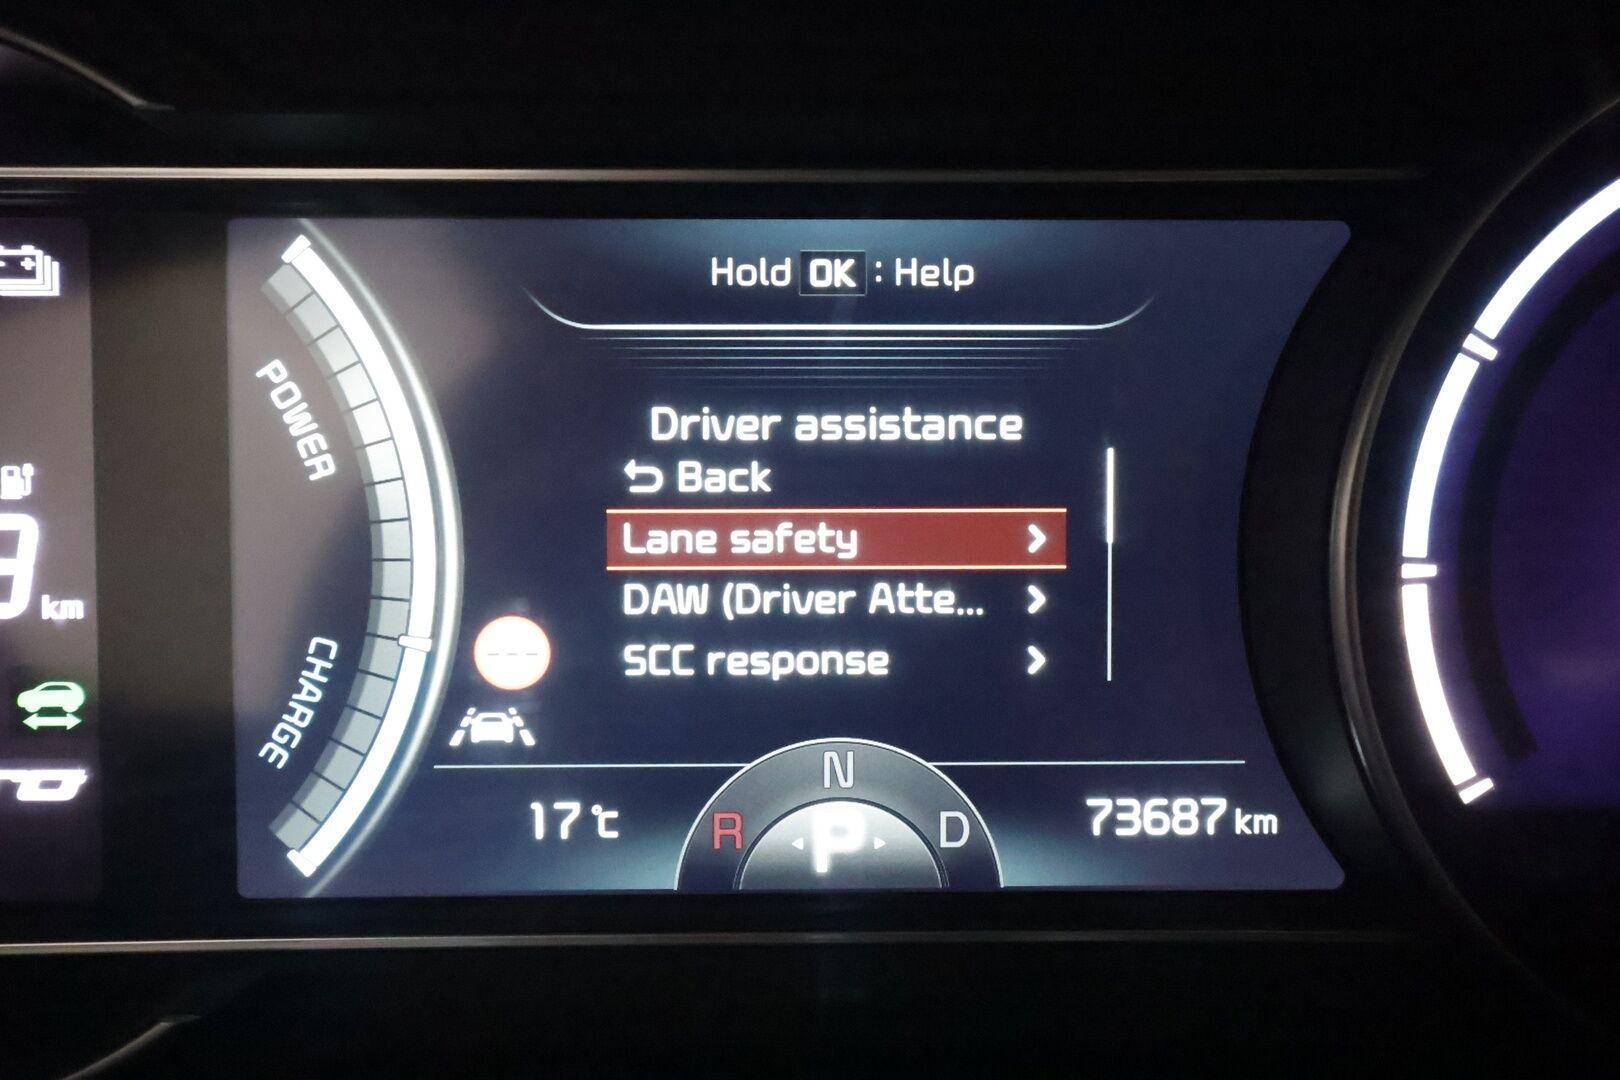 Hold OK : Help
Driver assistance
Back
Lane safety
DAW (Driver Atte...
SCC response
POWER
CHARGE
---
km
N
R P D
17 °C
73687 km